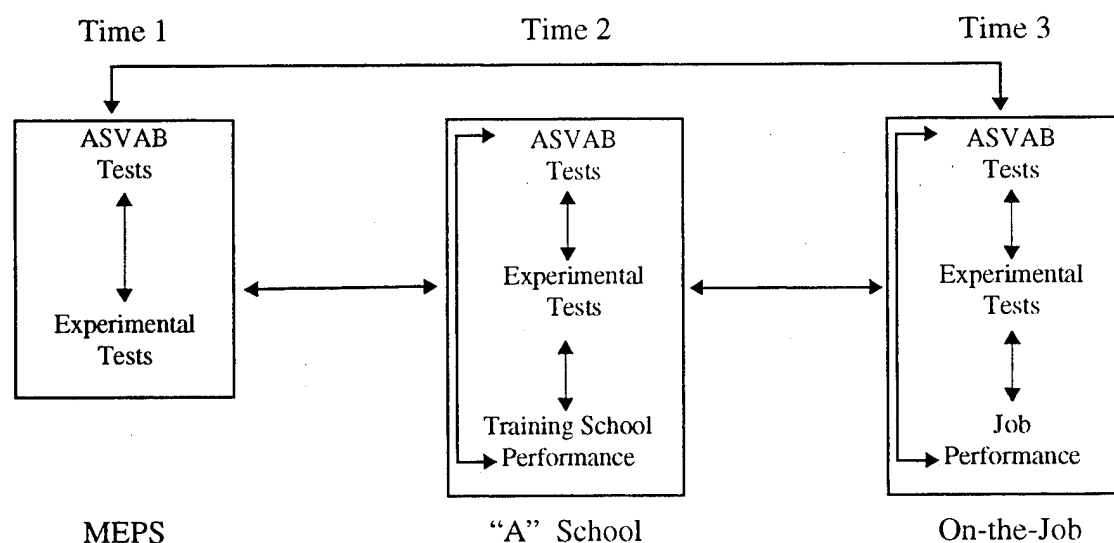 Time 1
Time 2
Time 3
ASVAB
Tests
Experimental
Tests
MEPS
ASVAB
Tests
Experimental
Tests
Training School
Performance
“A” School
ASVAB
Tests
Experimental
Tests
Job
Performance
On-the-Job